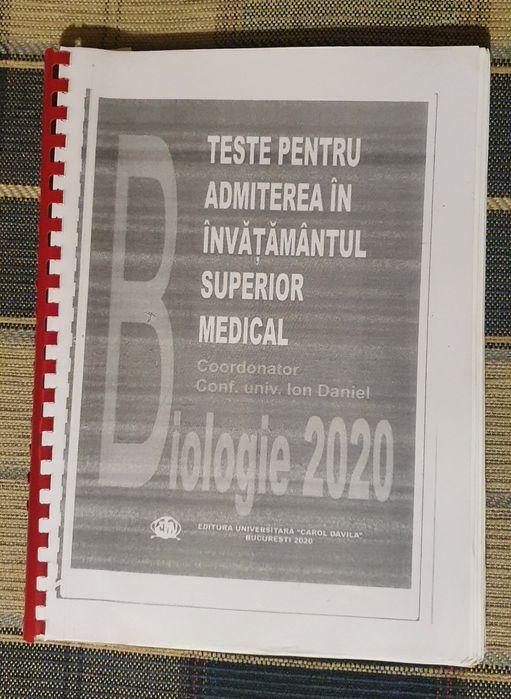 TESTE PENTRU
ADMITEREA ÎN
ÎNVĂȚĂMÂNTUL
SUPERIOR
MEDICAL
Coordonator
Conf. univ. Ion Daniel
Biologie 2020
EDITURA UNIVERSITARĂ "CAROL DAVILA"
BUCUREȘTI 2020